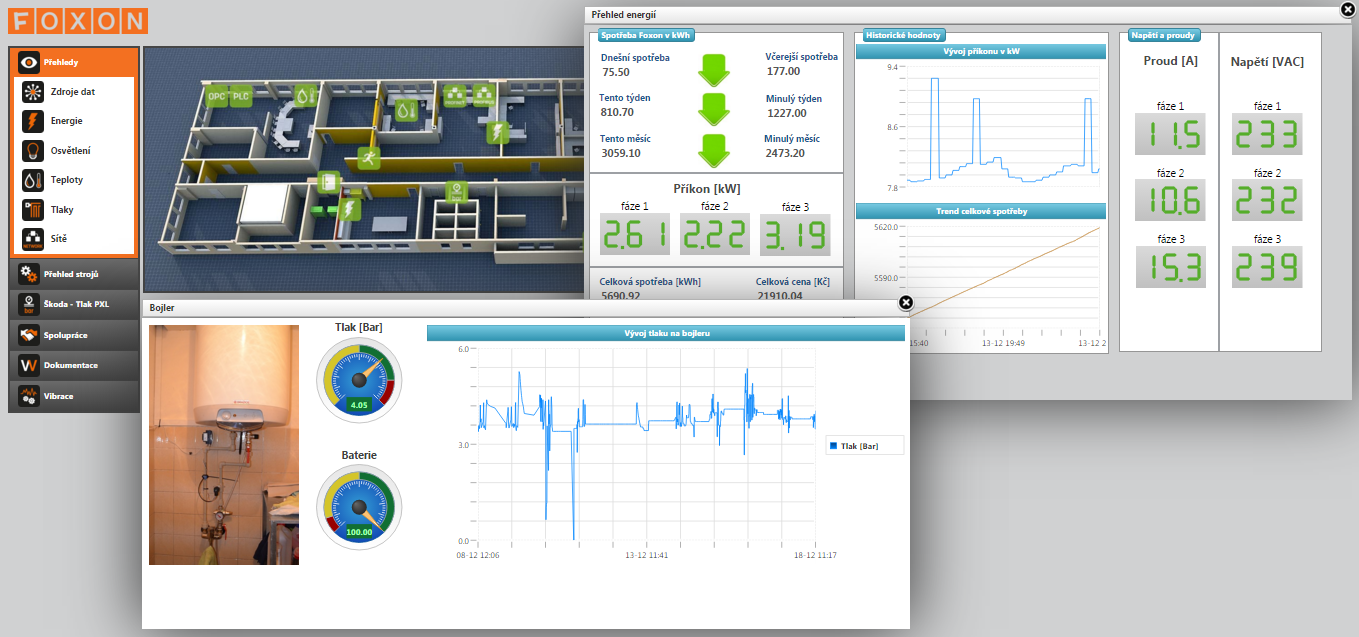 FOXON
Přehledy
Zdroje dat
Energie
Osvětlení
Teploty
Tlaky
Sítě
NETWORK
Přehled strojů
bar
Škoda - Tlak PXL
Spolupráce
Dokumentace
Vibrace
OPC PLC
Přehled energií
Spotřeba Foxon v kWh
Dnešní spotřeba
75.50
Včerejší spotřeba
177.00
Tento týden
810.70
Minulý týden
1227.00
Tento měsíc
3059.10
Minulý měsíc
2473.20
Příkon [kW]
fáze 1 fáze 2 fáze 3
2.61 2.22 3.19
Celková spotřeba [kWh]
5690.92
Celková cena [Kč]
21910.04
Historické hodnoty
Vývoj příkonu v kW
9.4
8.6
7.8
Trend celkové spotřeby
5620.0
5590.0
15:40 13-12 19:49 13-12 2
Napětí a proudy
Proud [A]
fáze 1
11.5
fáze 2
10.6
fáze 3
15.3
Napětí [VAC]
fáze 1
233
fáze 2
232
fáze 3
239
Bojler
Tlak [Bar]
4.05
Baterie
100.00
Vývoj tlaku na bojleru
6.0
3.0
0.0
08-12 12:06 13-12 11:41 18-12 11:17
Tlak [Bar]